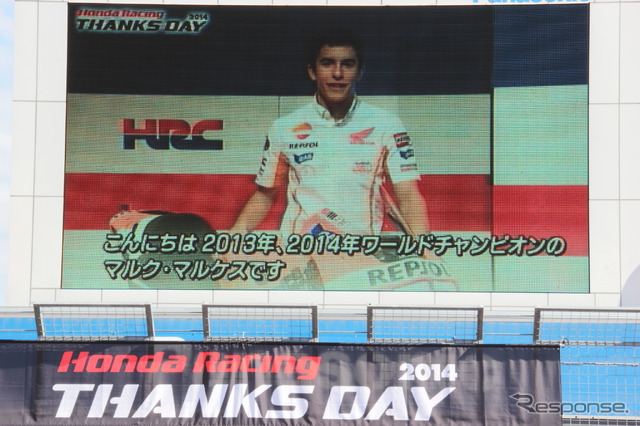 Panasonic
Honda Racing 2014
THANKS DAY
HRC
REPSOL
こんにちは 2013年、2014年ワールドチャンピオンの
マルク・マルケスです
REPSOL
Honda Racing 2014
THANKS DAY
Response.